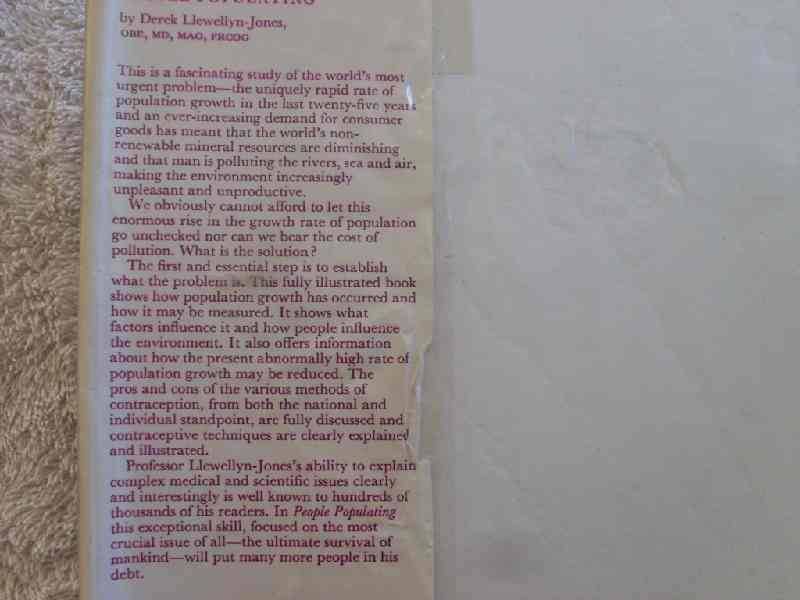 POPULATING
by Derek Llewellyn-Jones,
OBE, MD, MAO, FRCOG
This is a fascinating study of the world's most
urgent problem—the uniquely rapid rate of
population growth in the last twenty-five years
and an ever-increasing demand for consumer
goods has meant that the world's non-
renewable mineral resources are diminishing
and that man is polluting the rivers, sea and air,
making the environment increasingly
unpleasant and unproductive.
We obviously cannot afford to let this
enormous rise in the growth rate of population
go unchecked nor can we bear the cost of
pollution. What is the solution?
The first and essential step is to establish
what the problem is. This fully illustrated book
shows how population growth has occurred and
how it may be measured. It shows what
factors influence it and how people influence
the environment. It also offers information
about how the present abnormally high rate of
population growth may be reduced. The
pros and cons of the various methods of
contraception, from both the national and
individual standpoint, are fully discussed and
contraceptive techniques are clearly explained
and illustrated.
Professor Llewellyn-Jones's ability to explain
complex medical and scientific issues clearly
and interestingly is well known to hundreds of
thousands of his readers. In People Populating
this exceptional skill, focused on the most
crucial issue of all—the ultimate survival of
mankind—will put many more people in his
debt.